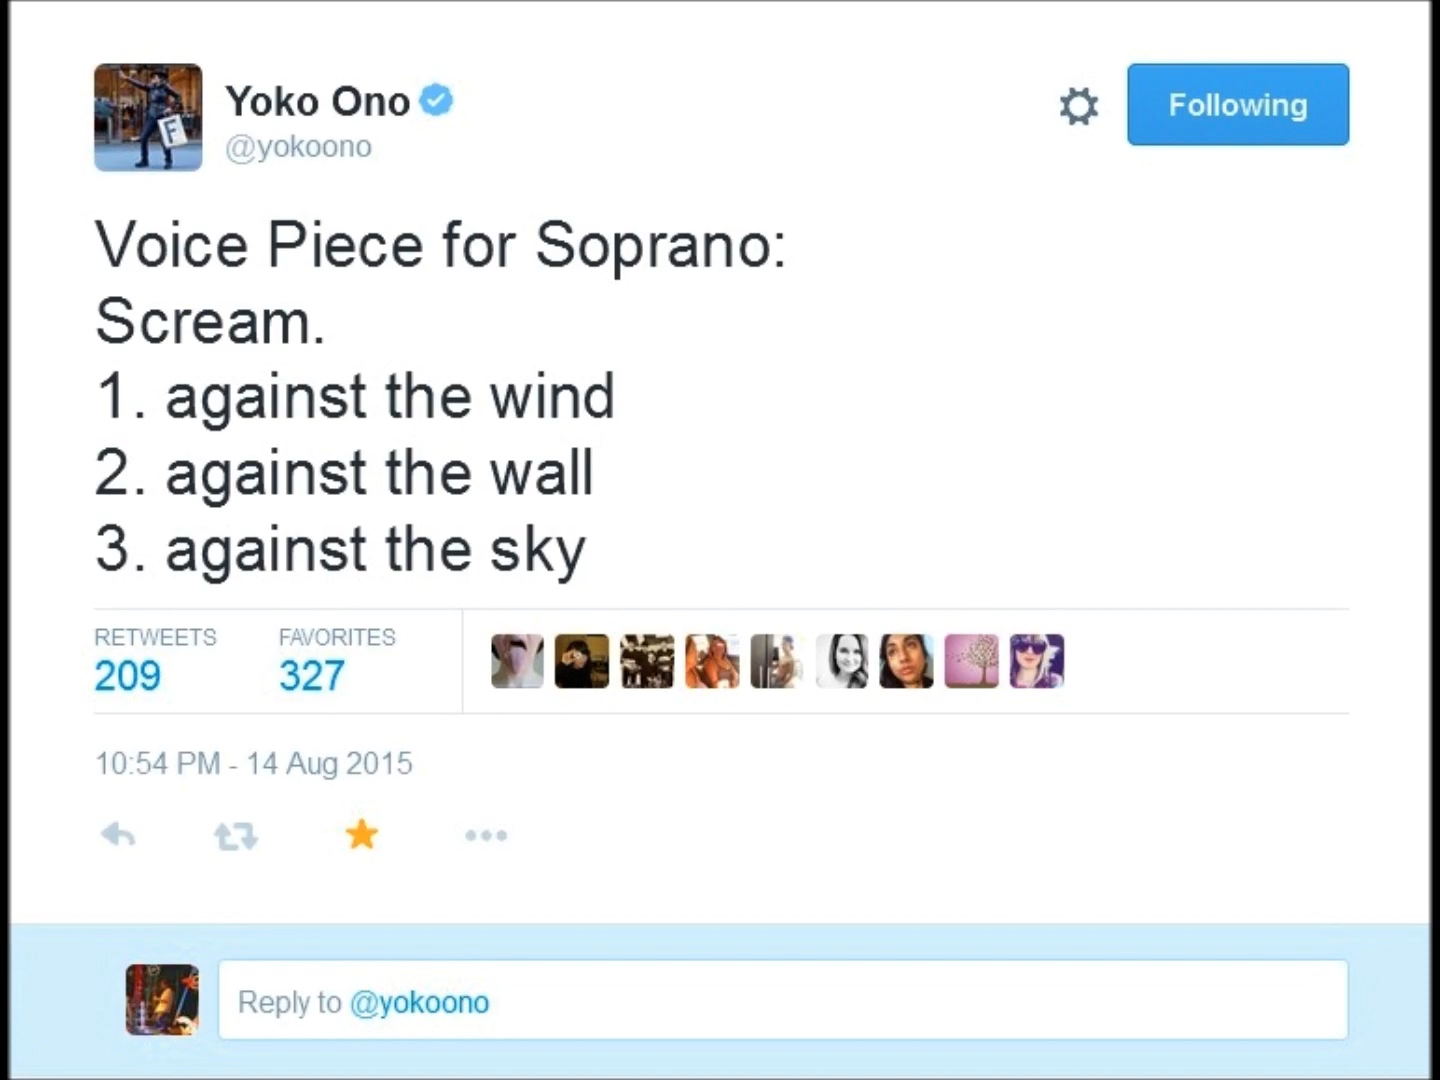 Yoko Ono
@yokoono
Following
F
Voice Piece for Soprano:
Scream.
1. against the wind
2. against the wall
3. against the sky
RETWEETS FAVORITES
209 327
10:54 PM - 14 Aug 2015
Reply to @yokoono